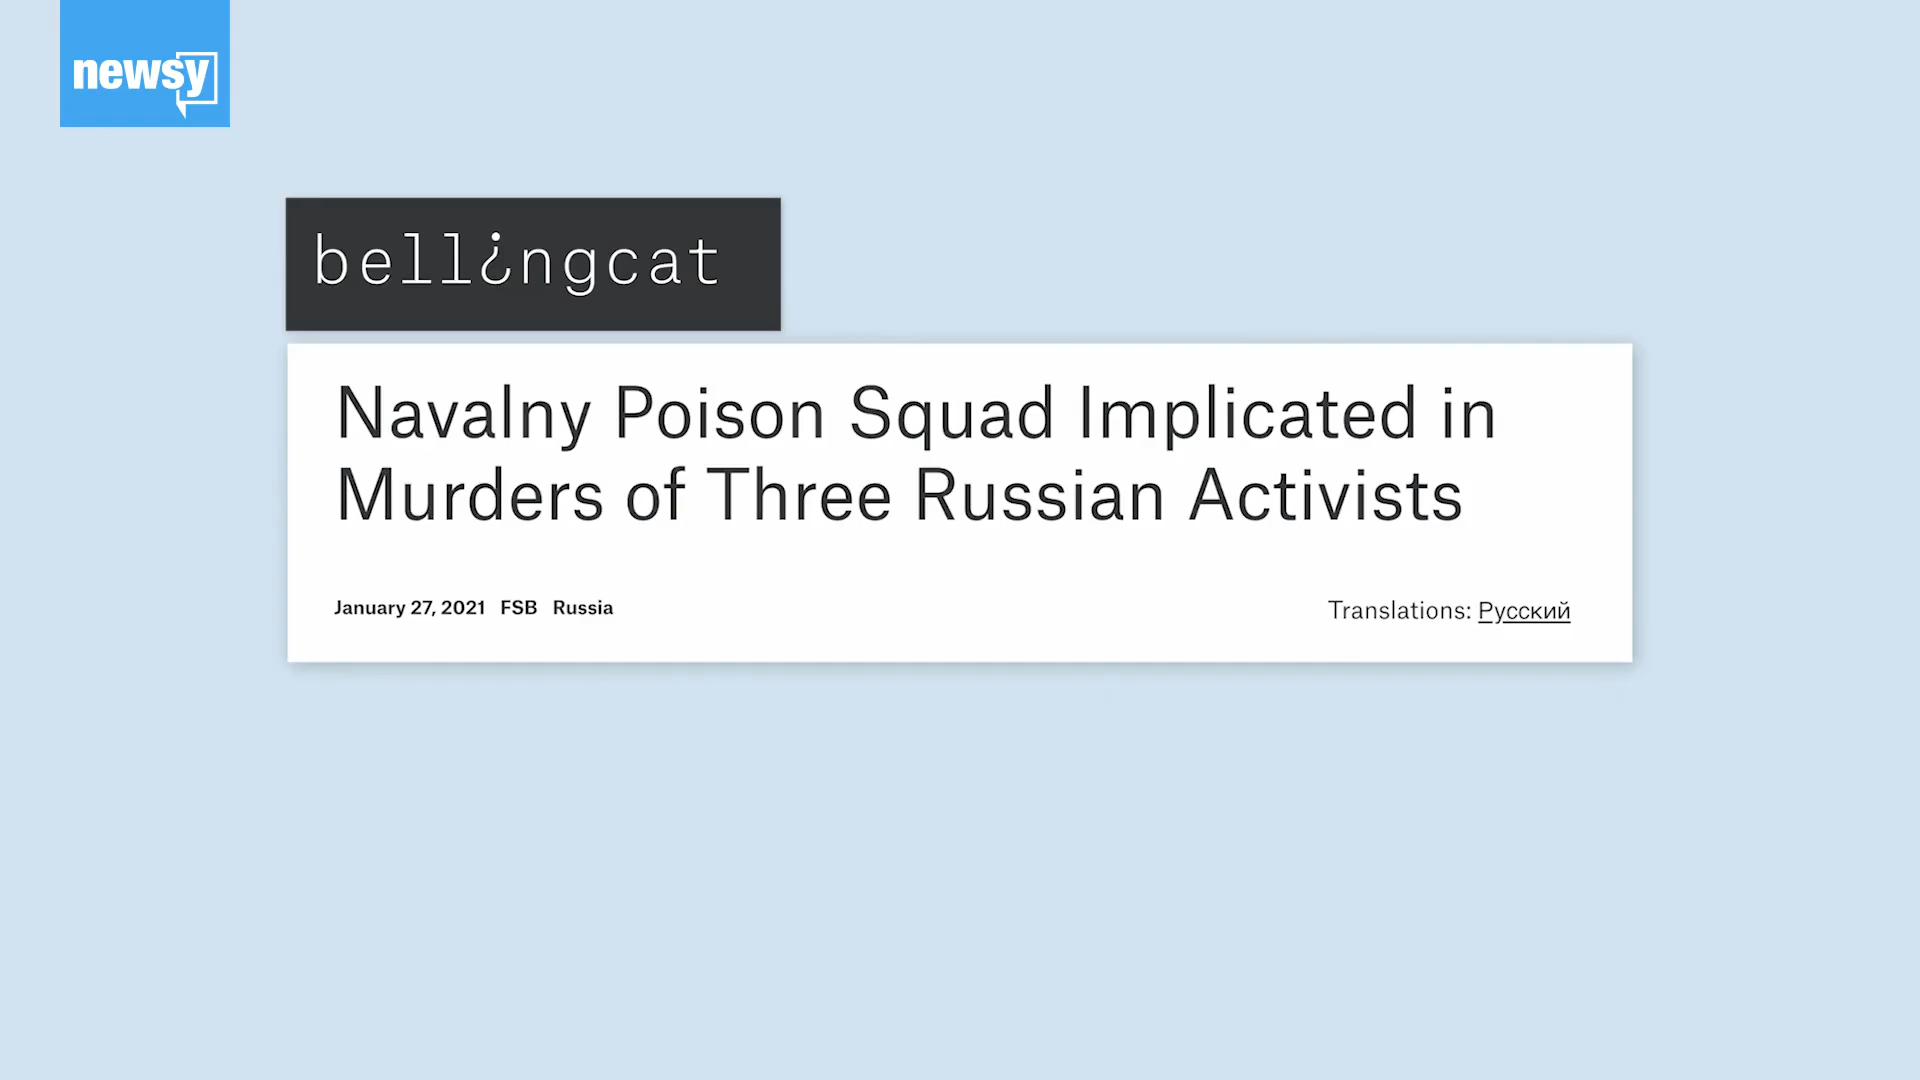 newsy
bell¿ngcat
Navalny Poison Squad Implicated in
Murders of Three Russian Activists
January 27, 2021 FSB Russia
Translations: Русский